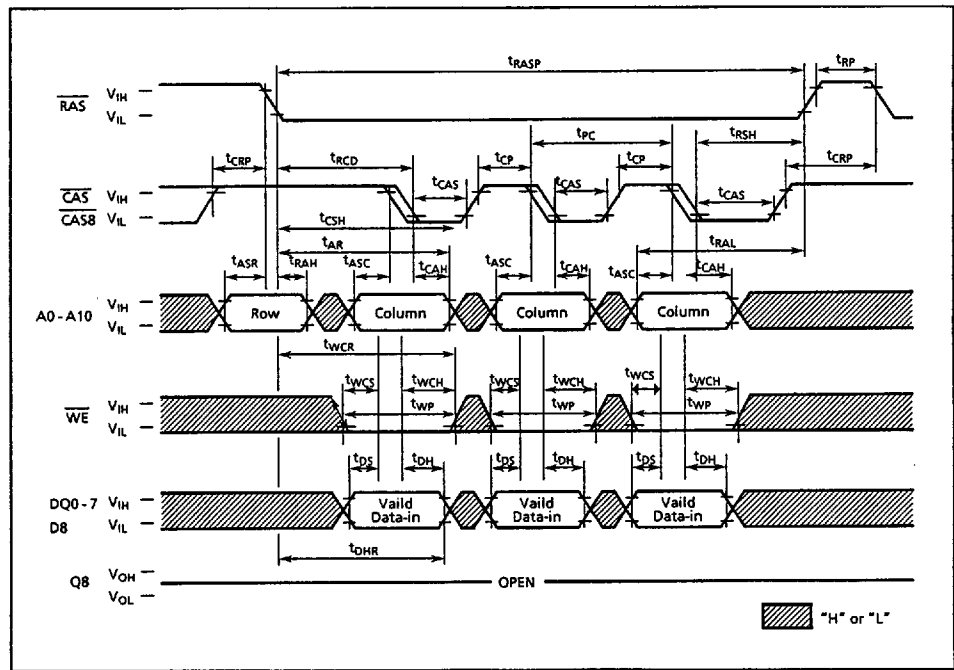 tRASP
tRP
RAS VIH
VIL
tPC
tRSH
tCRP
tRCD
tCP
tCP
tCRP
tCAS
tCAS
tCAS
CAS VIH
CAS8 VIL
tCSH
tAR
tRAL
tASR
tRAH
tASC
tCAH
tASC
tCAH
tASC
tCAH
A0 - A10 VIH
VIL
Row
Column
Column
Column
tWCR
tWCS
tWCH
tWCS
tWCH
tWCS
tWCH
tWP
tWP
tWP
WE VIH
VIL
tDS
tDH
tDS
tDH
tDS
tDH
DQ0 - 7 VIH
D8 VIL
Vaild
Data-in
Vaild
Data-in
Vaild
Data-in
tDHR
Q8 VOH
VOL
OPEN
"H" or "L"